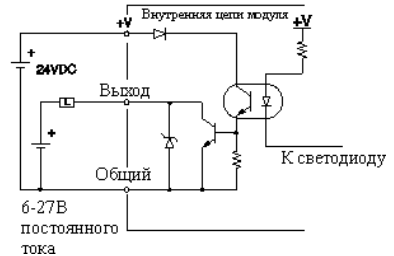 +V
Внутренняя цепи модуля
+V
+
24VDC
Выход
L
+
К светодиоду
Общий
6-27В
постоянного
тока